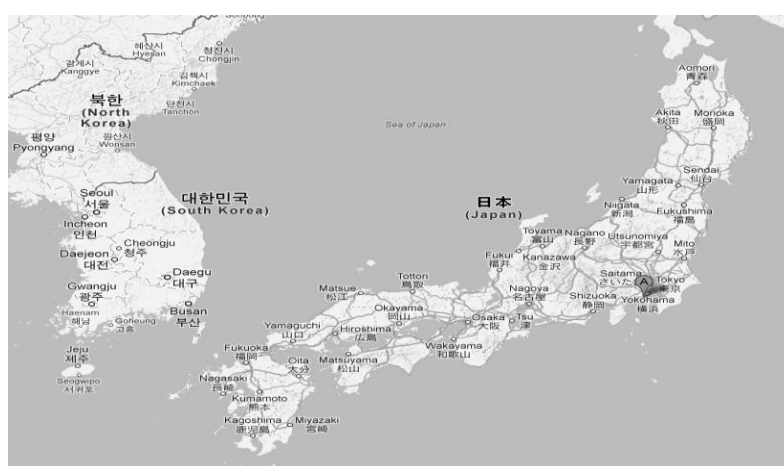 Sonbong
혜산시
Hyesan
청진시
Chongjin
강계시
Kanggye
김책시
Kimchaek
단천시
Tanchon
북한
(North
Korea)
원산시
Wonsan
평양
Pyongyang
Sea of Japan
Seoul
서울
Incheon
인천
대한민국
(South Korea)
Cheongju
청주
Daejeon
대전
Daegu
대구
Gwangju
광주
Busan
부산
Haenam
해남
Goheung
고흥
Jeju
제주
Seogwipo
서귀포
Aomori
青森
Akita
秋田
Morioka
盛岡
Sendai
仙台
Yamagata
山形
日本
(Japan)
Niigata
新潟
Fukushima
福島
Toyama
富山
Nagano
長野
Utsunomiya
宇都宮
Mito
水戸
Kanazawa
金沢
Fukui
福井
Saitama
さいた
A
Tokyo
東京
Yokohama
横浜
Tottori
鳥取
Matsue
松江
Nagoya
名古屋
Shizuoka
静岡
Okayama
岡山
Osaka
大阪
Tsu
津
Hiroshima
広島
Yamaguchi
山口
Wakayama
和歌山
Fukuoka
福岡
Oita
大分
Matsuyama
松山
Nagasaki
長崎
Kumamoto
熊本
Kagoshima
鹿児島
Miyazaki
宮崎